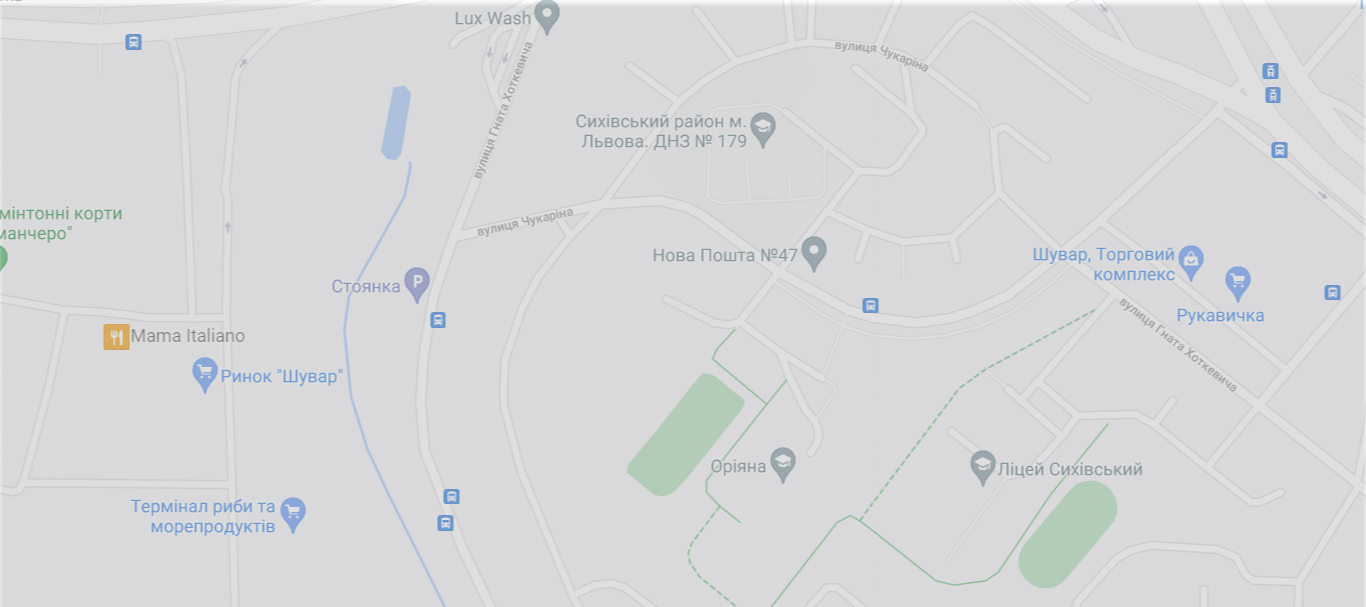 Lux Wash
вулиця Чукаріна
вулиця Гната Хоткевича
Сихівський район м.
Львова. ДНЗ № 179
мінтонні корти
манчеро"
вулиця Чукаріна
Нова Пошта №47
Шувар, Торговий
комплекс
Стоянка
P
Рукавичка
Mama Italiano
вулиця Гната Хоткевича
Ринок "Шувар"
Оріяна
Ліцей Сихівський
Термінал риби та
морепродуктів